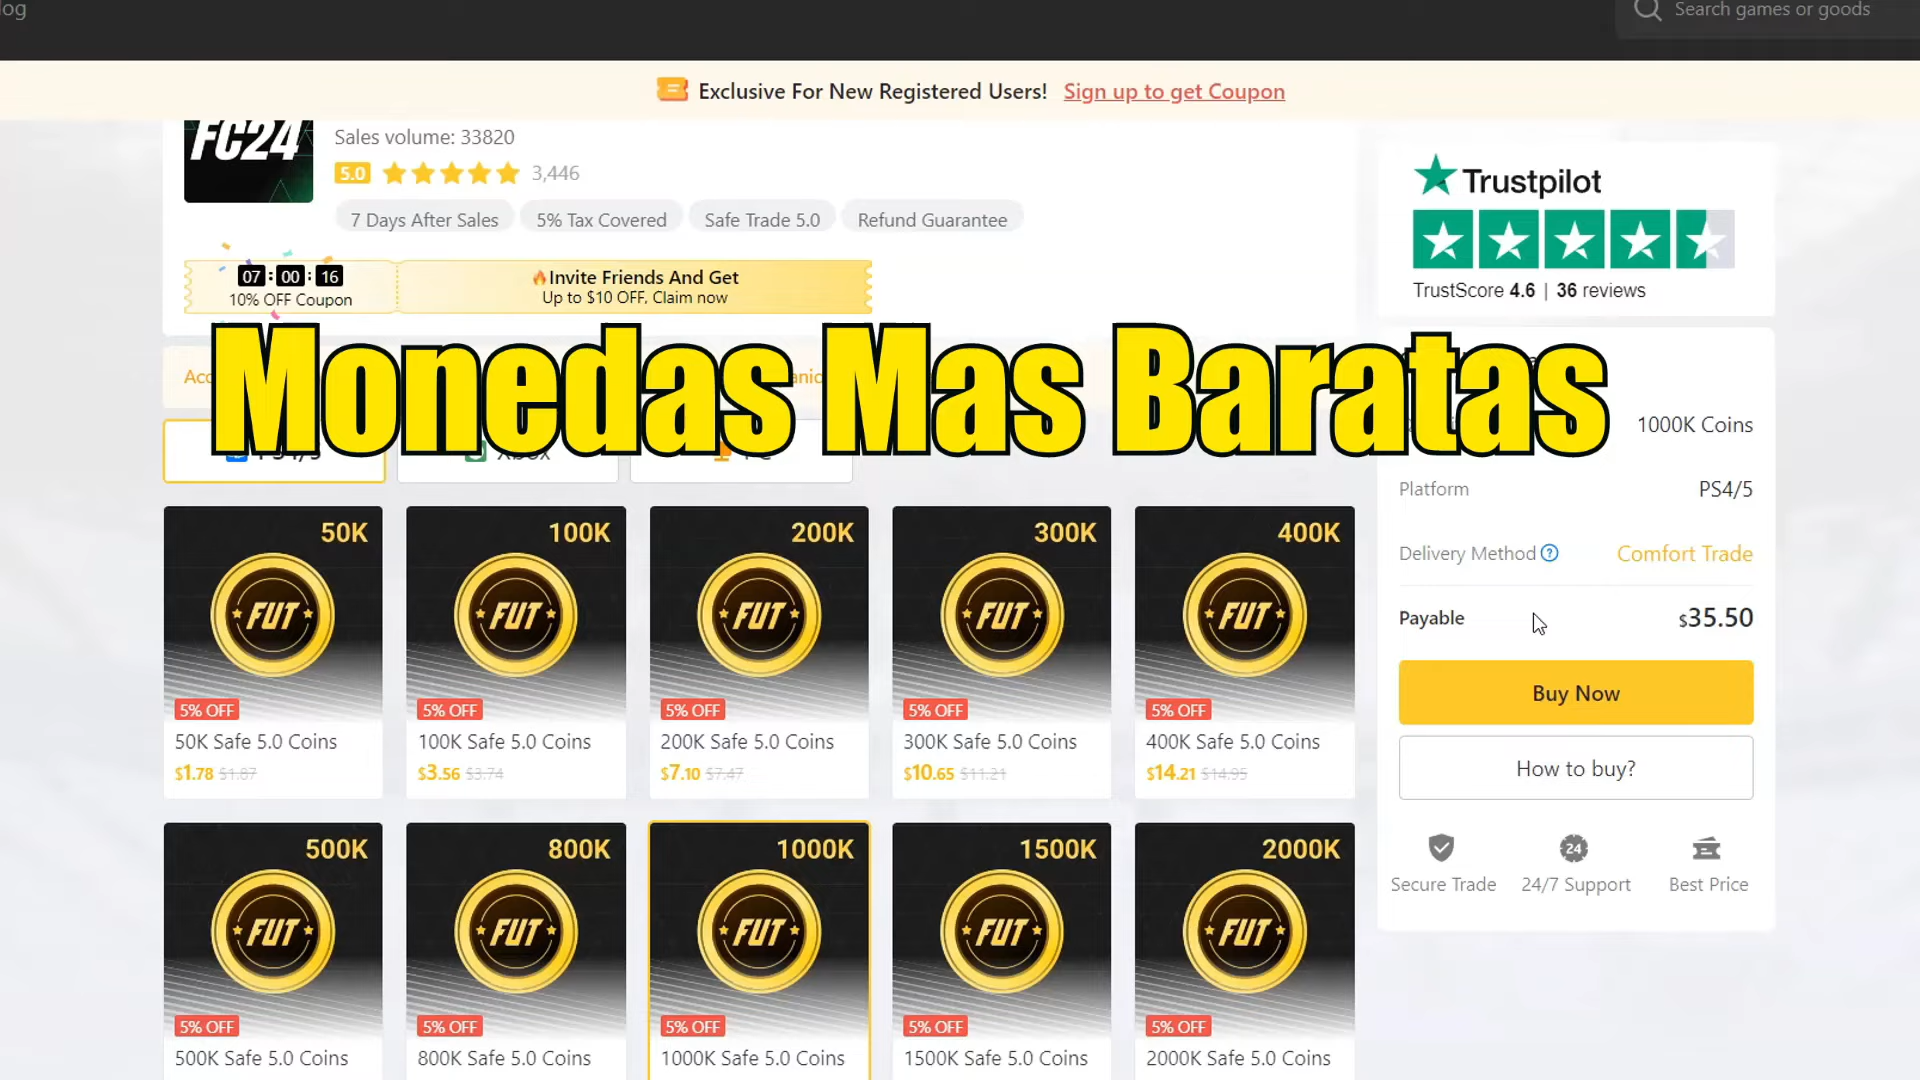 log
Search games or goods
Exclusive For New Registered Users! Sign up to get Coupon
FC24
Sales volume: 33820
5.0 3,446
7 Days After Sales 5% Tax Covered Safe Trade 5.0 Refund Guarantee
07:00:16
10% OFF Coupon
🔥Invite Friends And Get
Up to $10 OFF, Claim now
Trustpilot
TrustScore 4.6 | 36 reviews
Monedas Mas Baratas
PS4/5 Xbox PC
50K
FUT
5% OFF
50K Safe 5.0 Coins
$1.78 $1.87
100K
FUT
5% OFF
100K Safe 5.0 Coins
$3.56 $3.74
200K
FUT
5% OFF
200K Safe 5.0 Coins
$7.10 $7.47
300K
FUT
5% OFF
300K Safe 5.0 Coins
$10.65 $11.21
400K
FUT
5% OFF
400K Safe 5.0 Coins
$14.21 $14.95
500K
FUT
5% OFF
500K Safe 5.0 Coins
800K
FUT
5% OFF
800K Safe 5.0 Coins
1000K
FUT
5% OFF
1000K Safe 5.0 Coins
1500K
FUT
5% OFF
1500K Safe 5.0 Coins
2000K
FUT
5% OFF
2000K Safe 5.0 Coins
1000K Coins
Platform PS4/5
Delivery Method ? Comfort Trade
Payable $35.50
Buy Now
How to buy?
24
Secure Trade 24/7 Support Best Price